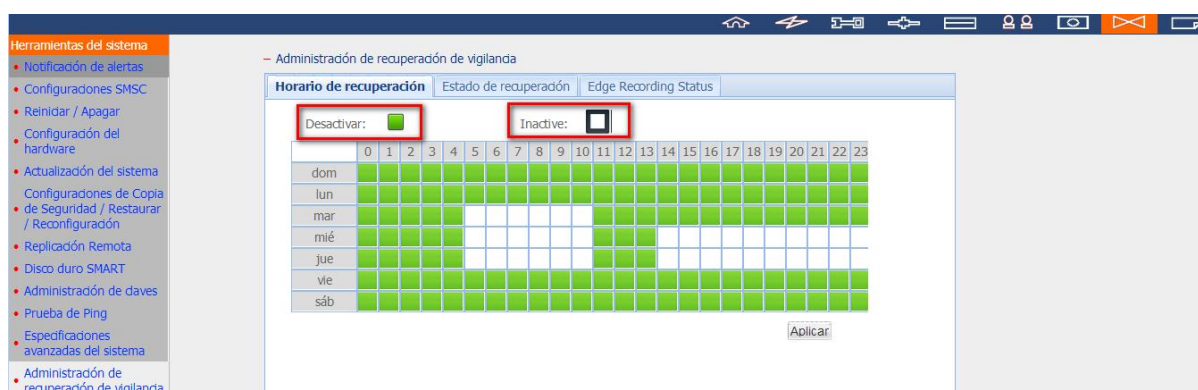 Herramientas del sistema
Notificación de alertas
Configuraciones SMSC
Reiniciar / Apagar
Configuración del
hardware
Actualización del sistema
Configuraciones de Copia
de Seguridad / Restaurar
/ Reconfiguración
Replicación Remota
Disco duro SMART
Administración de claves
Prueba de Ping
Especificaciones
avanzadas del sistema
Administración de
recuperación de vigilancia
– Administración de recuperación de vigilancia
Horario de recuperación Estado de recuperación Edge Recording Status
Desactivar: Inactive:
0 1 2 3 4 5 6 7 8 9 10 11 12 13 14 15 16 17 18 19 20 21 22 23
dom
lun
mar
mié
jue
vie
sáb
Aplicar